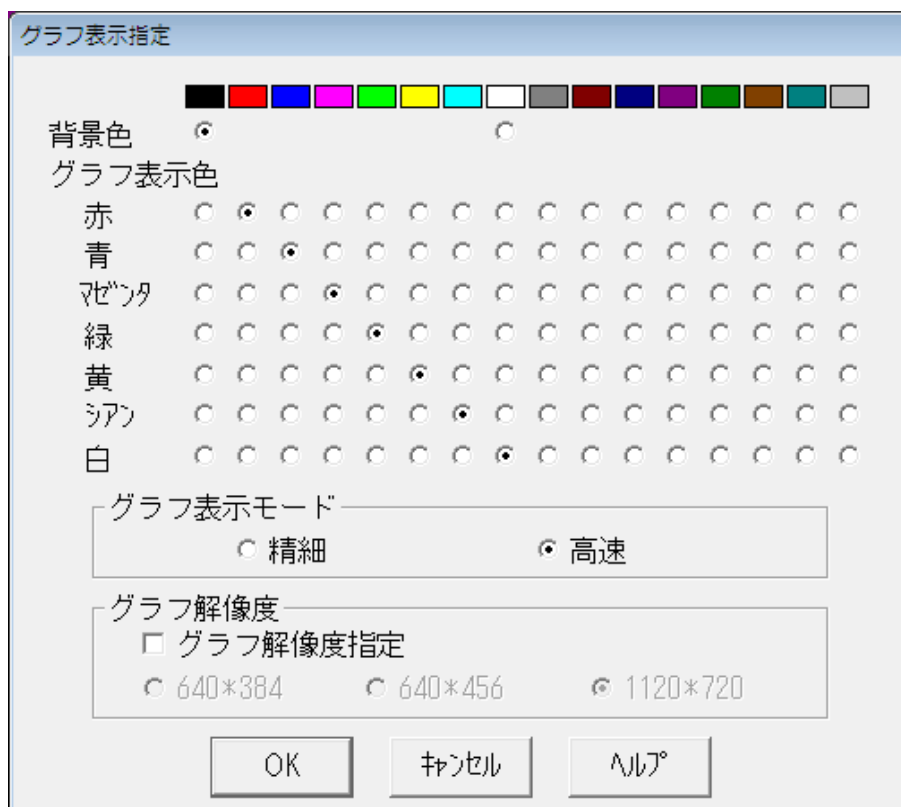 グラフ表示指定
背景色
グラフ表示色
赤
青
ﾏｾﾞﾝﾀ
緑
黄
ｼｱﾝ
白
グラフ表示モード
精細 高速
グラフ解像度
グラフ解像度指定
640*384 640*456 1120*720
OK ｷｬﾝｾﾙ ﾍﾙﾌﾟ